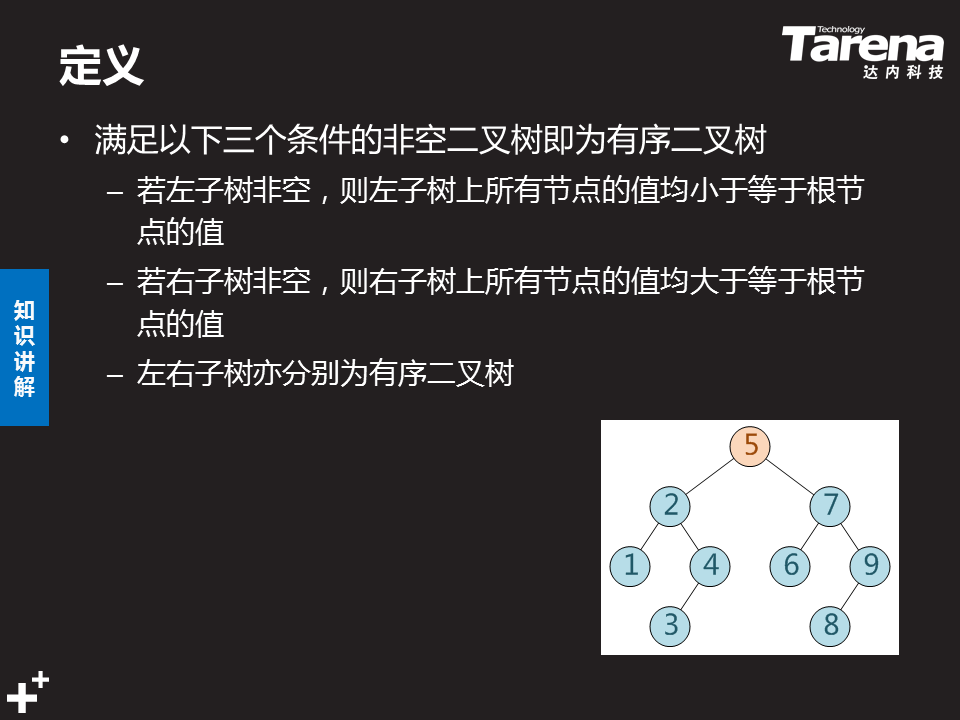 定义
Technology
Tarena
达内科技
• 满足以下三个条件的非空二叉树即为有序二叉树
– 若左子树非空，则左子树上所有节点的值均小于等于根节
点的值
– 若右子树非空，则右子树上所有节点的值均大于等于根节
点的值
– 左右子树亦分别为有序二叉树
知
识
讲
解
5
2 7
1 4 6 9
3 8